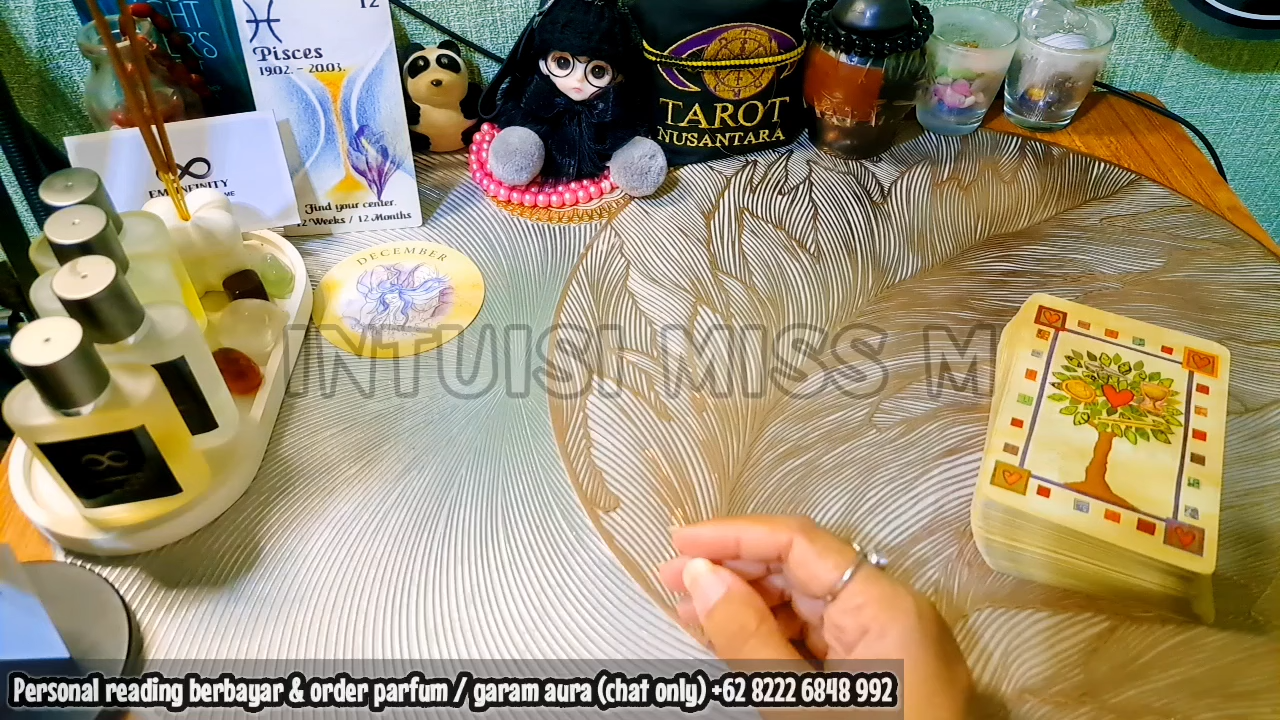 12
Pisces
19.02. - 20.03.
Find your center.
12 Weeks / 12 Months
TAROT
NUSANTARA
DECEMBER
INTUISI MISS M
Personal reading berbayar & order parfum / garam aura (chat only) +62 8222 6848 992